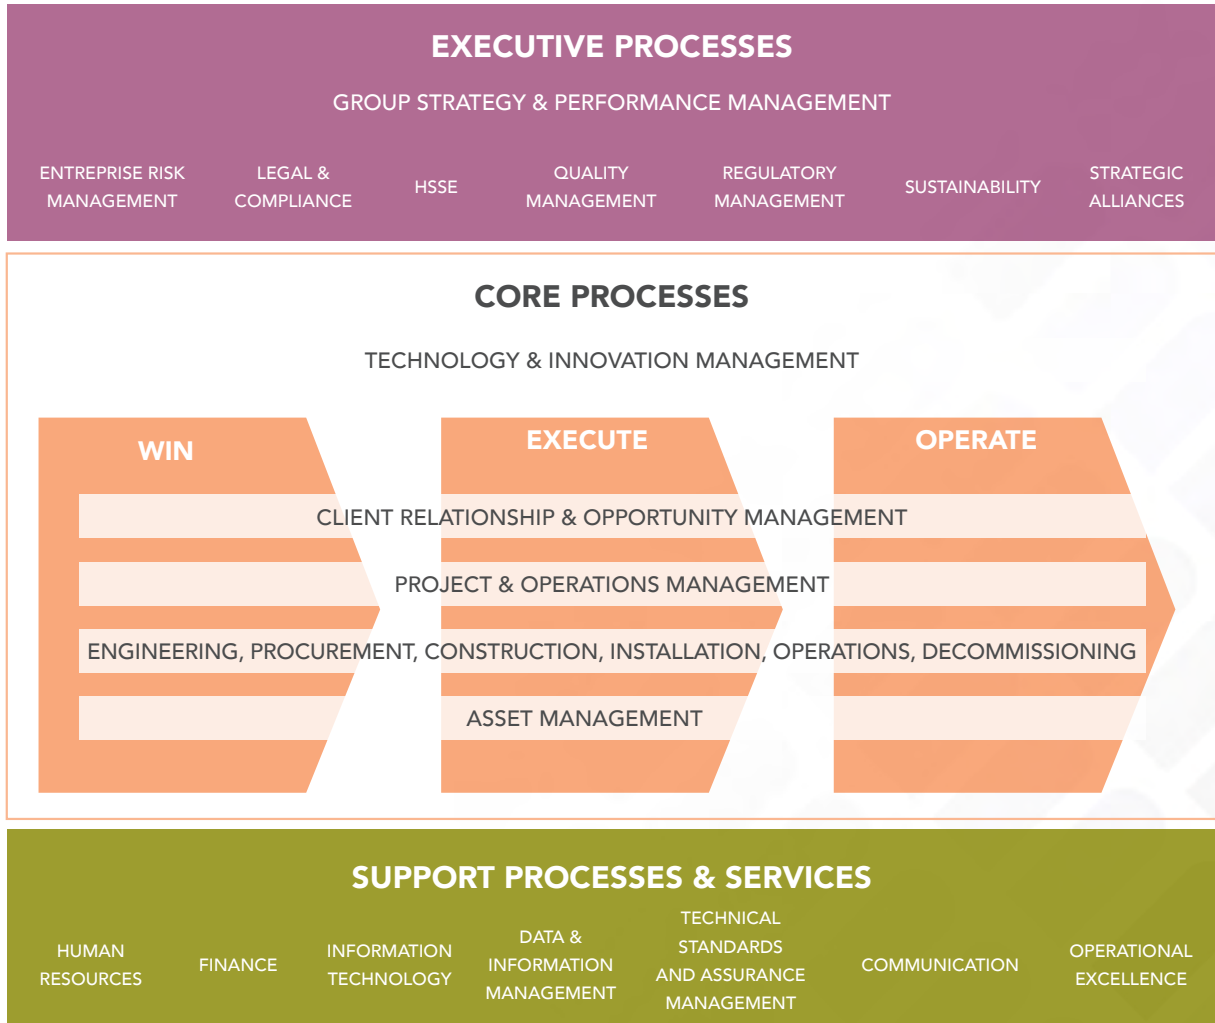 EXECUTIVE PROCESSES
GROUP STRATEGY & PERFORMANCE MANAGEMENT
ENTREPRISE RISK
MANAGEMENT
LEGAL &
COMPLIANCE
HSSE
QUALITY
MANAGEMENT
REGULATORY
MANAGEMENT
SUSTAINABILITY
STRATEGIC
ALLIANCES
CORE PROCESSES
TECHNOLOGY & INNOVATION MANAGEMENT
WIN
EXECUTE
OPERATE
CLIENT RELATIONSHIP & OPPORTUNITY MANAGEMENT
PROJECT & OPERATIONS MANAGEMENT
ENGINEERING, PROCUREMENT, CONSTRUCTION, INSTALLATION, OPERATIONS, DECOMMISSIONING
ASSET MANAGEMENT
SUPPORT PROCESSES & SERVICES
HUMAN
RESOURCES
FINANCE
INFORMATION
TECHNOLOGY
DATA &
INFORMATION
MANAGEMENT
TECHNICAL
STANDARDS
AND ASSURANCE
MANAGEMENT
COMMUNICATION
OPERATIONAL
EXCELLENCE